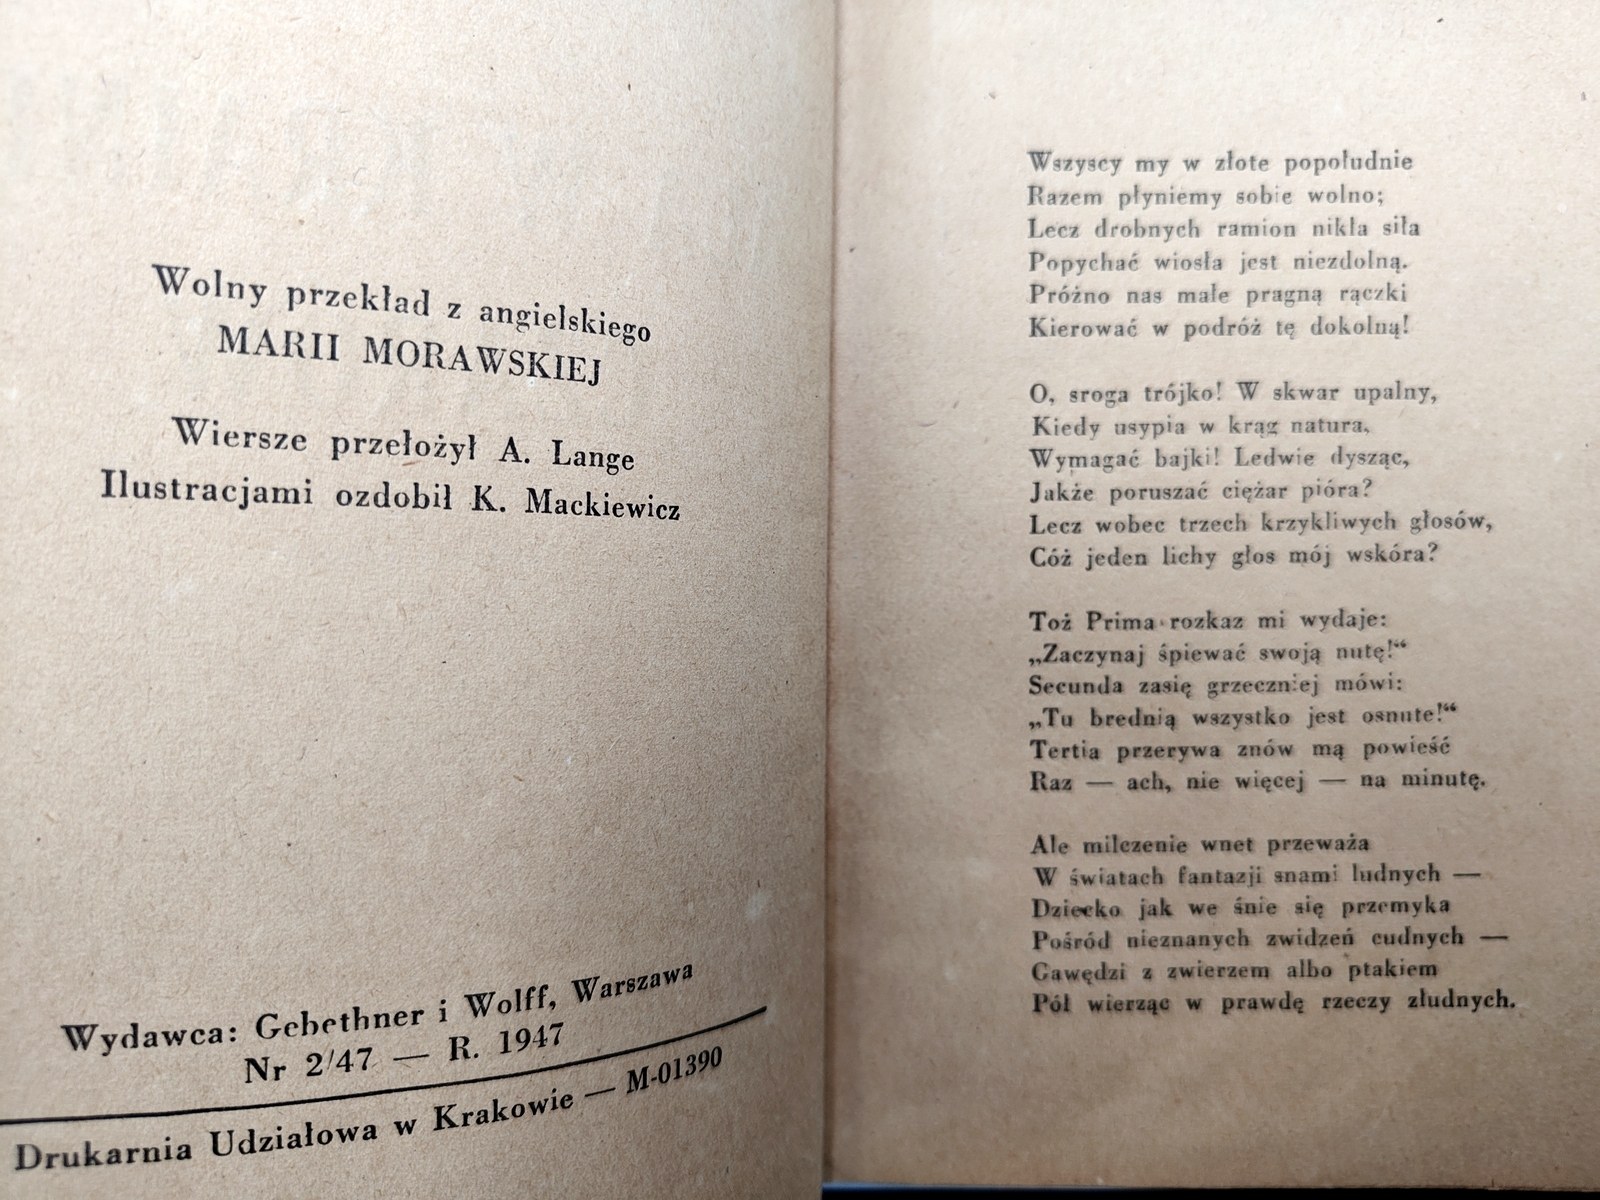 Wolny przekład z angielskiego
MARII MORAWSKIEJ
Wiersze przełożył A. Lange
Ilustracjami ozdobił K. Mackiewicz
Wydawca: Gebethner i Wolff, Warszawa
Nr 2/47 — R. 1947
Drukarnia Udziałowa w Krakowie — M-01390
Wszyscy my w złote popołudnie
Razem płyniemy sobie wolno;
Lecz drobnych ramion nikła siła
Popychać wiosła jest niezdolną.
Próżno nas małe pragną rączki
Kierować w podróż tę dokolną!
O, sroga trójko! W skwar upalny,
Kiedy usypia w krąg natura,
Wymagać bajki! Ledwie dysząc,
Jakże poruszać ciężar pióra?
Lecz wobec trzech krzykliwych głosów,
Cóż jeden lichy głos mój wskóra?
Toż Prima rozkaz mi wydaje:
„Zaczynaj śpiewać swoją nutę!“
Secunda zasię grzeczniej mówi:
„Tu brednią wszystko jest osnute!“
Tertia przerywa znów mą powieść
Raz — ach, nie więcej — na minutę.
Ale milczenie wnet przeważa
W światach fantazji snami ludnych —
Dziecko jak we śnie się przemyka
Pośród nieznanych zwidzeń cudnych —
Gawędzi z zwierzem albo ptakiem
Pół wierząc w prawdę rzeczy złudnych.